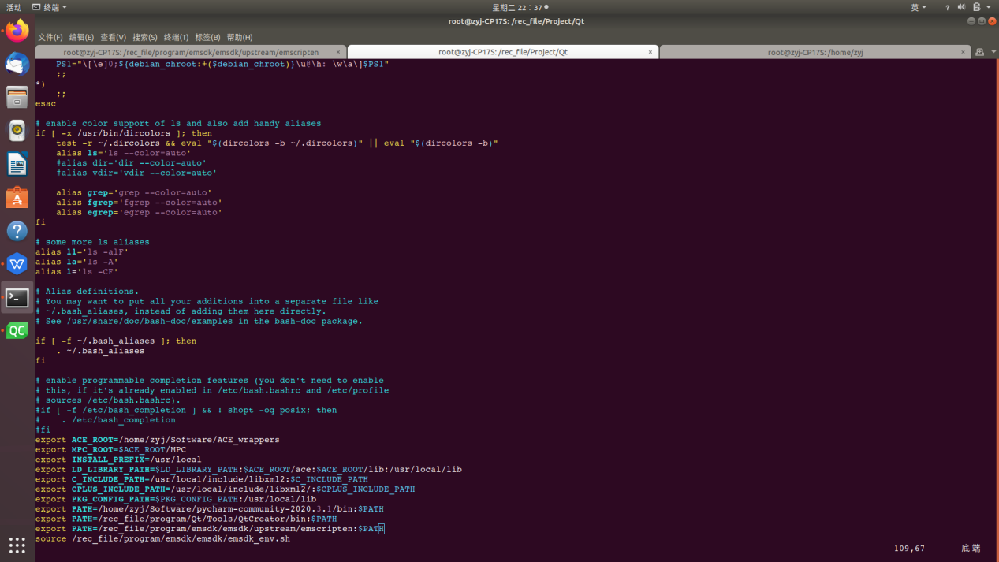 活动 终端 星期二 22：37 英
root@zyj-CP17S: /rec_file/Project/Qt
文件(F) 编辑(E) 查看(V) 搜索(S) 终端(T) 标签(B) 帮助(H)
root@zyj-CP17S: /rec_file/program/emsdk/emsdk/upstream/emscripten × root@zyj-CP17S: /rec_file/Project/Qt × root@zyj-CP17S: /home/zyj ×
PS1="\[\e]0;${debian_chroot:+($debian_chroot)}\u@\h: \w\a\]$PS1"
;;
*)
;;
esac
# enable color support of ls and also add handy aliases
if [ -x /usr/bin/dircolors ]; then
test -r ~/.dircolors && eval "$(dircolors -b ~/.dircolors)" || eval "$(dircolors -b)"
alias ls='ls --color=auto'
#alias dir='dir --color=auto'
#alias vdir='vdir --color=auto'
alias grep='grep --color=auto'
alias fgrep='fgrep --color=auto'
alias egrep='egrep --color=auto'
fi
# some more ls aliases
alias ll='ls -alF'
alias la='ls -A'
alias l='ls -CF'
# Alias definitions.
# You may want to put all your additions into a separate file like
# ~/.bash_aliases, instead of adding them here directly.
# See /usr/share/doc/bash-doc/examples in the bash-doc package.
if [ -f ~/.bash_aliases ]; then
. ~/.bash_aliases
fi
# enable programmable completion features (you don't need to enable
# this, if it's already enabled in /etc/bash.bashrc and /etc/profile
# sources /etc/bash.bashrc).
#if [ -f /etc/bash_completion ] && ! shopt -oq posix; then
#    . /etc/bash_completion
#fi
export ACE_ROOT=/home/zyj/Software/ACE_wrappers
export MPC_ROOT=$ACE_ROOT/MPC
export INSTALL_PREFIX=/usr/local
export LD_LIBRARY_PATH=$LD_LIBRARY_PATH:$ACE_ROOT/ace:$ACE_ROOT/lib:/usr/local/lib
export C_INCLUDE_PATH=/usr/local/include/libxml2:$C_INCLUDE_PATH
export CPLUS_INCLUDE_PATH=/usr/local/include/libxml2/:$CPLUS_INCLUDE_PATH
export PKG_CONFIG_PATH=$PKG_CONFIG_PATH:/usr/local/lib
export PATH=/home/zyj/Software/pycharm-community-2020.3.1/bin:$PATH
export PATH=/rec_file/program/Qt/Tools/QtCreator/bin:$PATH
export PATH=/rec_file/program/emsdk/emsdk/upstream/emscripten:$PATH
source /rec_file/program/emsdk/emsdk/emsdk_env.sh
109,67 底端
QC